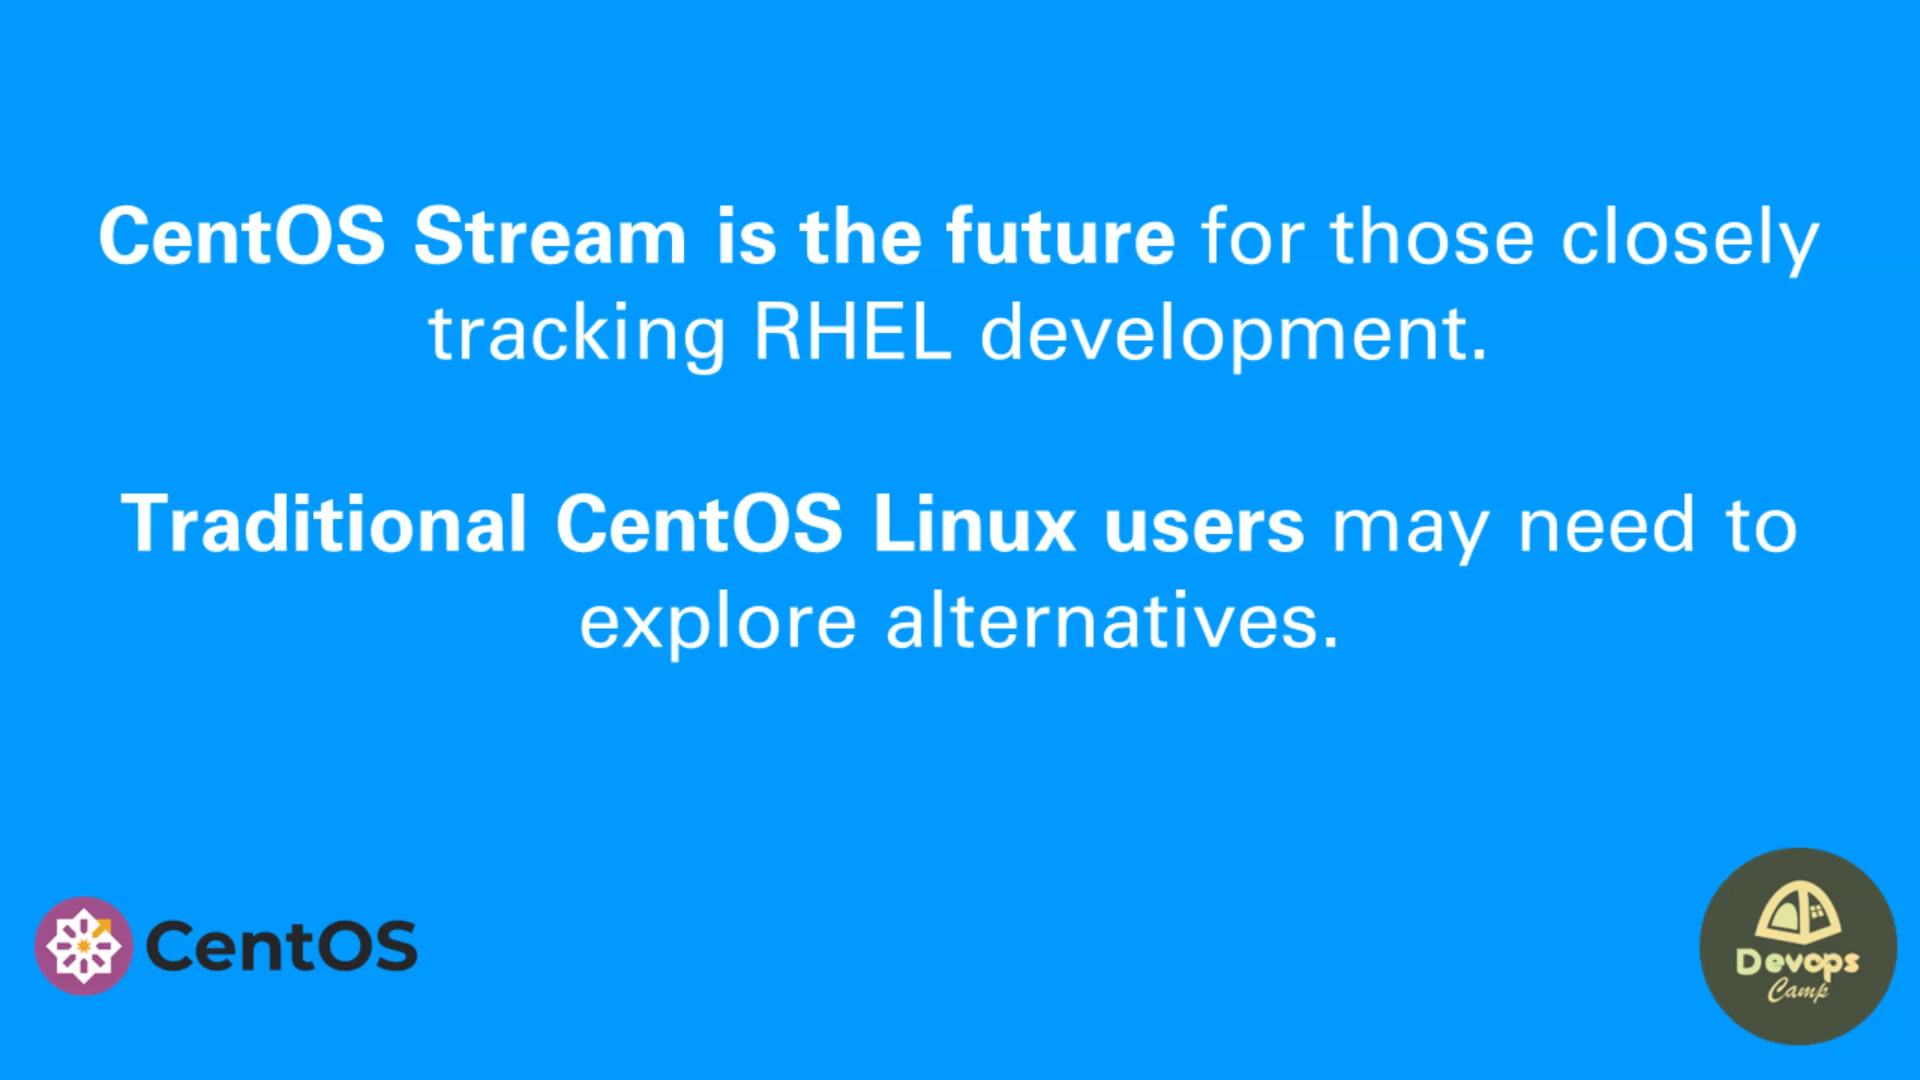 CentOS Stream is the future for those closely
tracking RHEL development.
Traditional CentOS Linux users may need to
explore alternatives.
CentOS
Devops
Camp